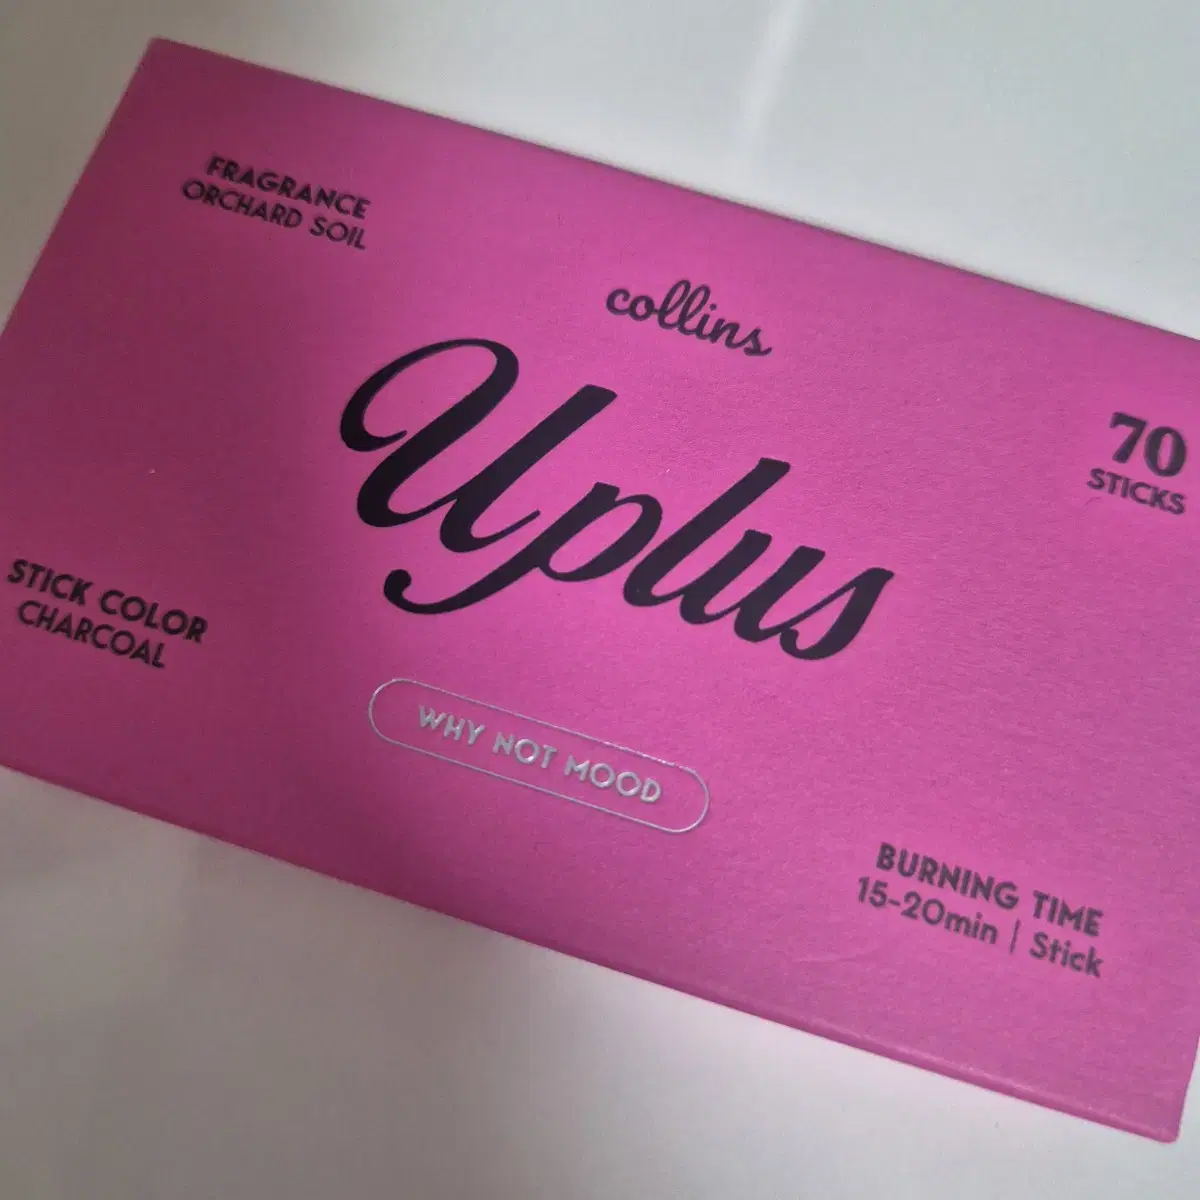 FRAGRANCE
ORCHARD SOIL
collins
Uplus
70
STICKS
STICK COLOR
CHARCOAL
WHY NOT MOOD
BURNING TIME
15-20min | Stick